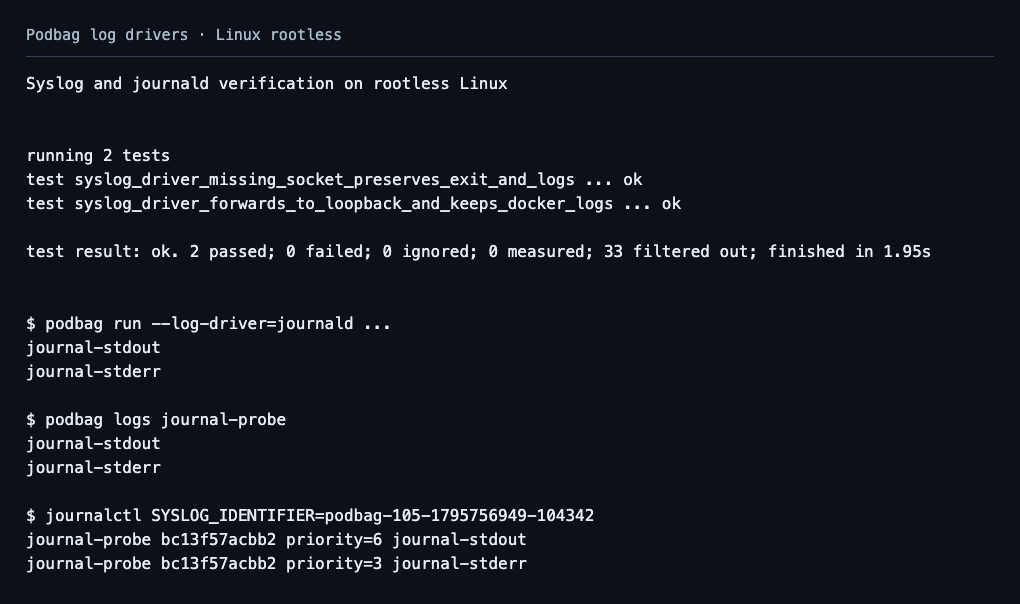 Podbag log drivers · Linux rootless
Syslog and journald verification on rootless Linux
running 2 tests
test syslog_driver_missing_socket_preserves_exit_and_logs ... ok
test syslog_driver_forwards_to_loopback_and_keeps_docker_logs ... ok
test result: ok. 2 passed; 0 failed; 0 ignored; 0 measured; 33 filtered out; finished in 1.95s
$ podbag run --log-driver=journald ...
journal-stdout
journal-stderr
$ podbag logs journal-probe
journal-stdout
journal-stderr
$ journalctl SYSLOG_IDENTIFIER=podbag-105-1795756949-104342
journal-probe bc13f57acbb2 priority=6 journal-stdout
journal-probe bc13f57acbb2 priority=3 journal-stderr